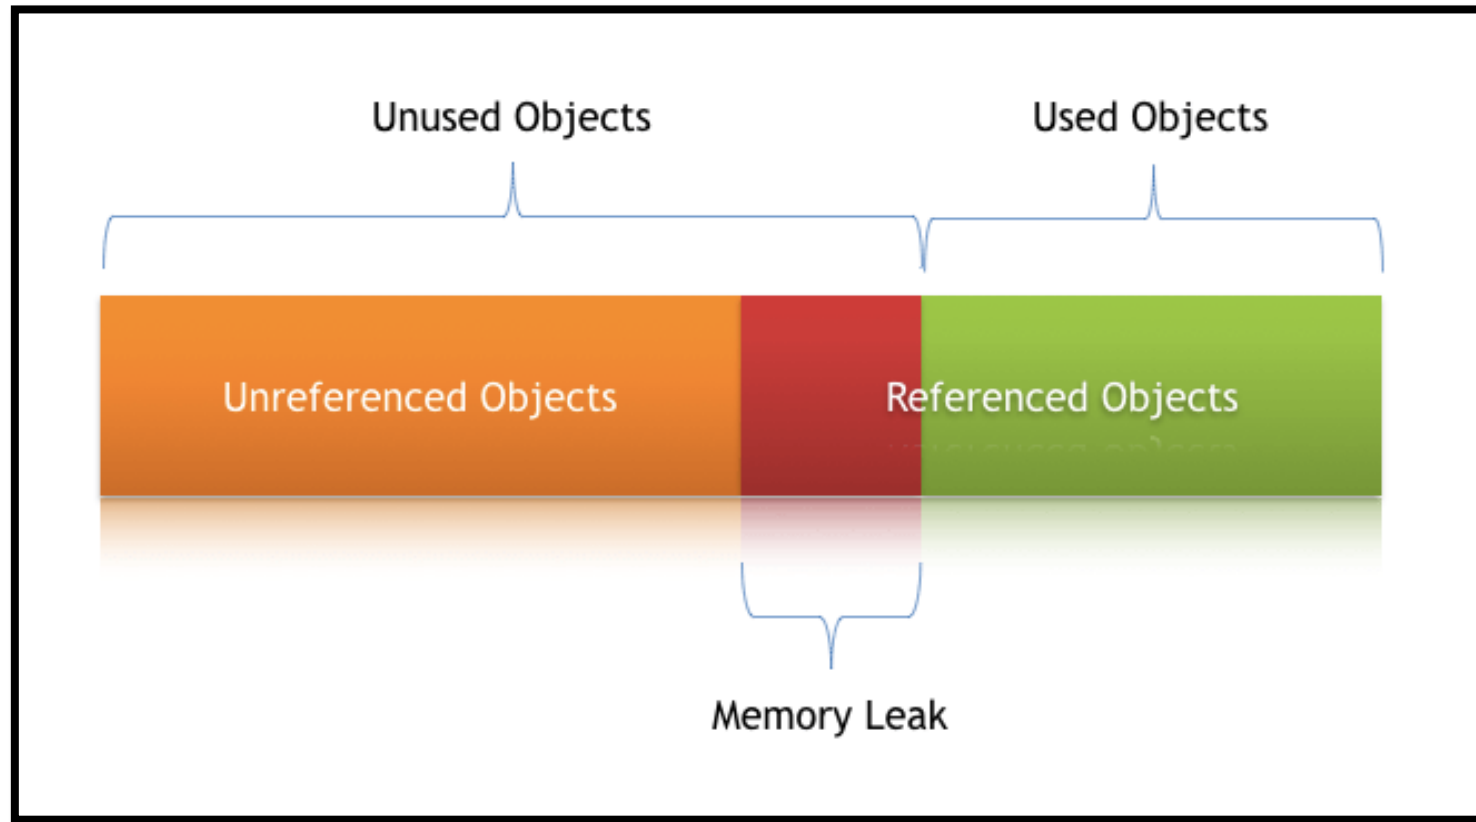 Unused Objects
Used Objects
Unreferenced Objects
Referenced Objects
Memory Leak